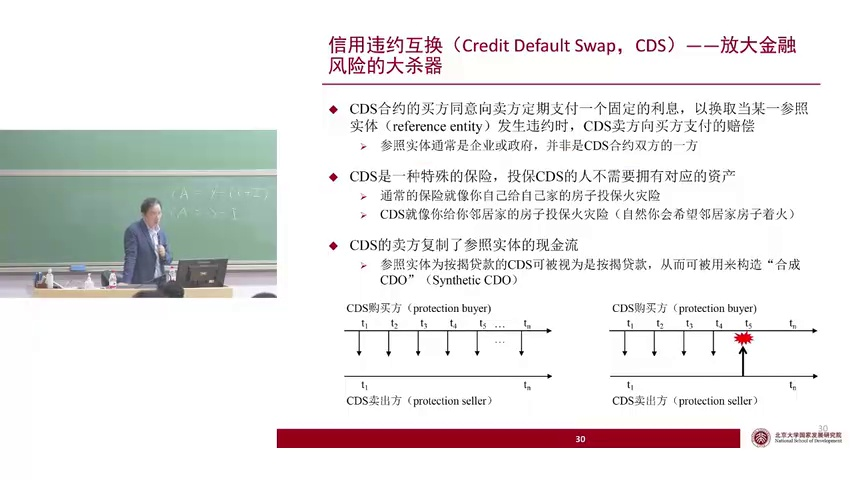 信用违约互换（Credit Default Swap，CDS）——放大金融
风险的大杀器
CDS合约的买方同意向卖方定期支付一个固定的利息，以换取当某一参照
实体（reference entity）发生违约时，CDS卖方向买方支付的赔偿
参照实体通常是企业或政府，并非是CDS合约双方的一方
CDS是一种特殊的保险，投保CDS的人不需要拥有对应的资产
通常的保险就像你自己给自己家的房子投保火灾险
CDS就像你给你邻居家的房子投保火灾险（自然你会希望邻居家房子着火）
CDS的卖方复制了参照实体的现金流
参照实体为按揭贷款的CDS可被视为是按揭贷款，从而可被用来构造“合成
CDO”（Synthetic CDO）
CDS购买方（protection buyer)
t1 t2 t3 t4 t5 … tn
…
t1 tn
CDS卖出方（protection seller）
CDS购买方（protection buyer)
t1 t2 t3 t4 t5 tn
t1 tn
CDS卖出方（protection seller）
30
30
北京大学国家发展研究院
National School of Development